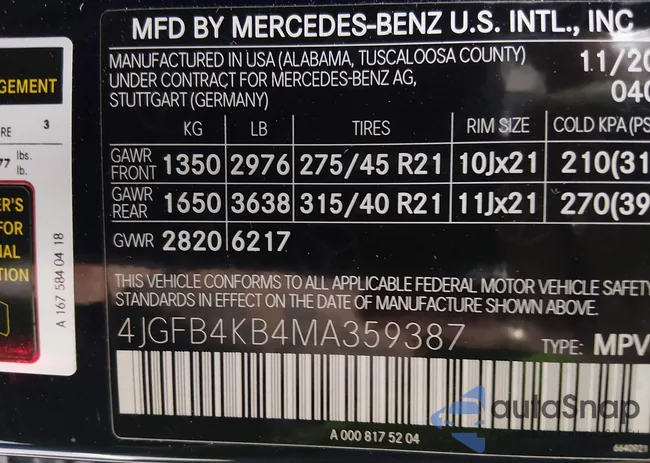 MFD BY MERCEDES-BENZ U.S. INTL., INC
MANUFACTURED IN USA (ALABAMA, TUSCALOOSA COUNTY)
UNDER CONTRACT FOR MERCEDES-BENZ AG,
STUTTGART (GERMANY)
11/20
040
KG LB TIRES RIM SIZE COLD KPA(PS
GAWR FRONT 1350 2976 275/45 R21 10Jx21 210(31
GAWR REAR 1650 3638 315/40 R21 11Jx21 270(39
GVWR 2820 6217
THIS VEHICLE CONFORMS TO ALL APPLICABLE FEDERAL MOTOR VEHICLE SAFETY
STANDARDS IN EFFECT ON THE DATE OF MANUFACTURE SHOWN ABOVE.
4JGFB4KB4MA359387
TYPE: MPV
A 000 817 52 04
6640921
autoSnap
GEMENT
RE 3
77 lbs.
lb.
ER'S
FOR
NAL
TION
A 167 584 04 18